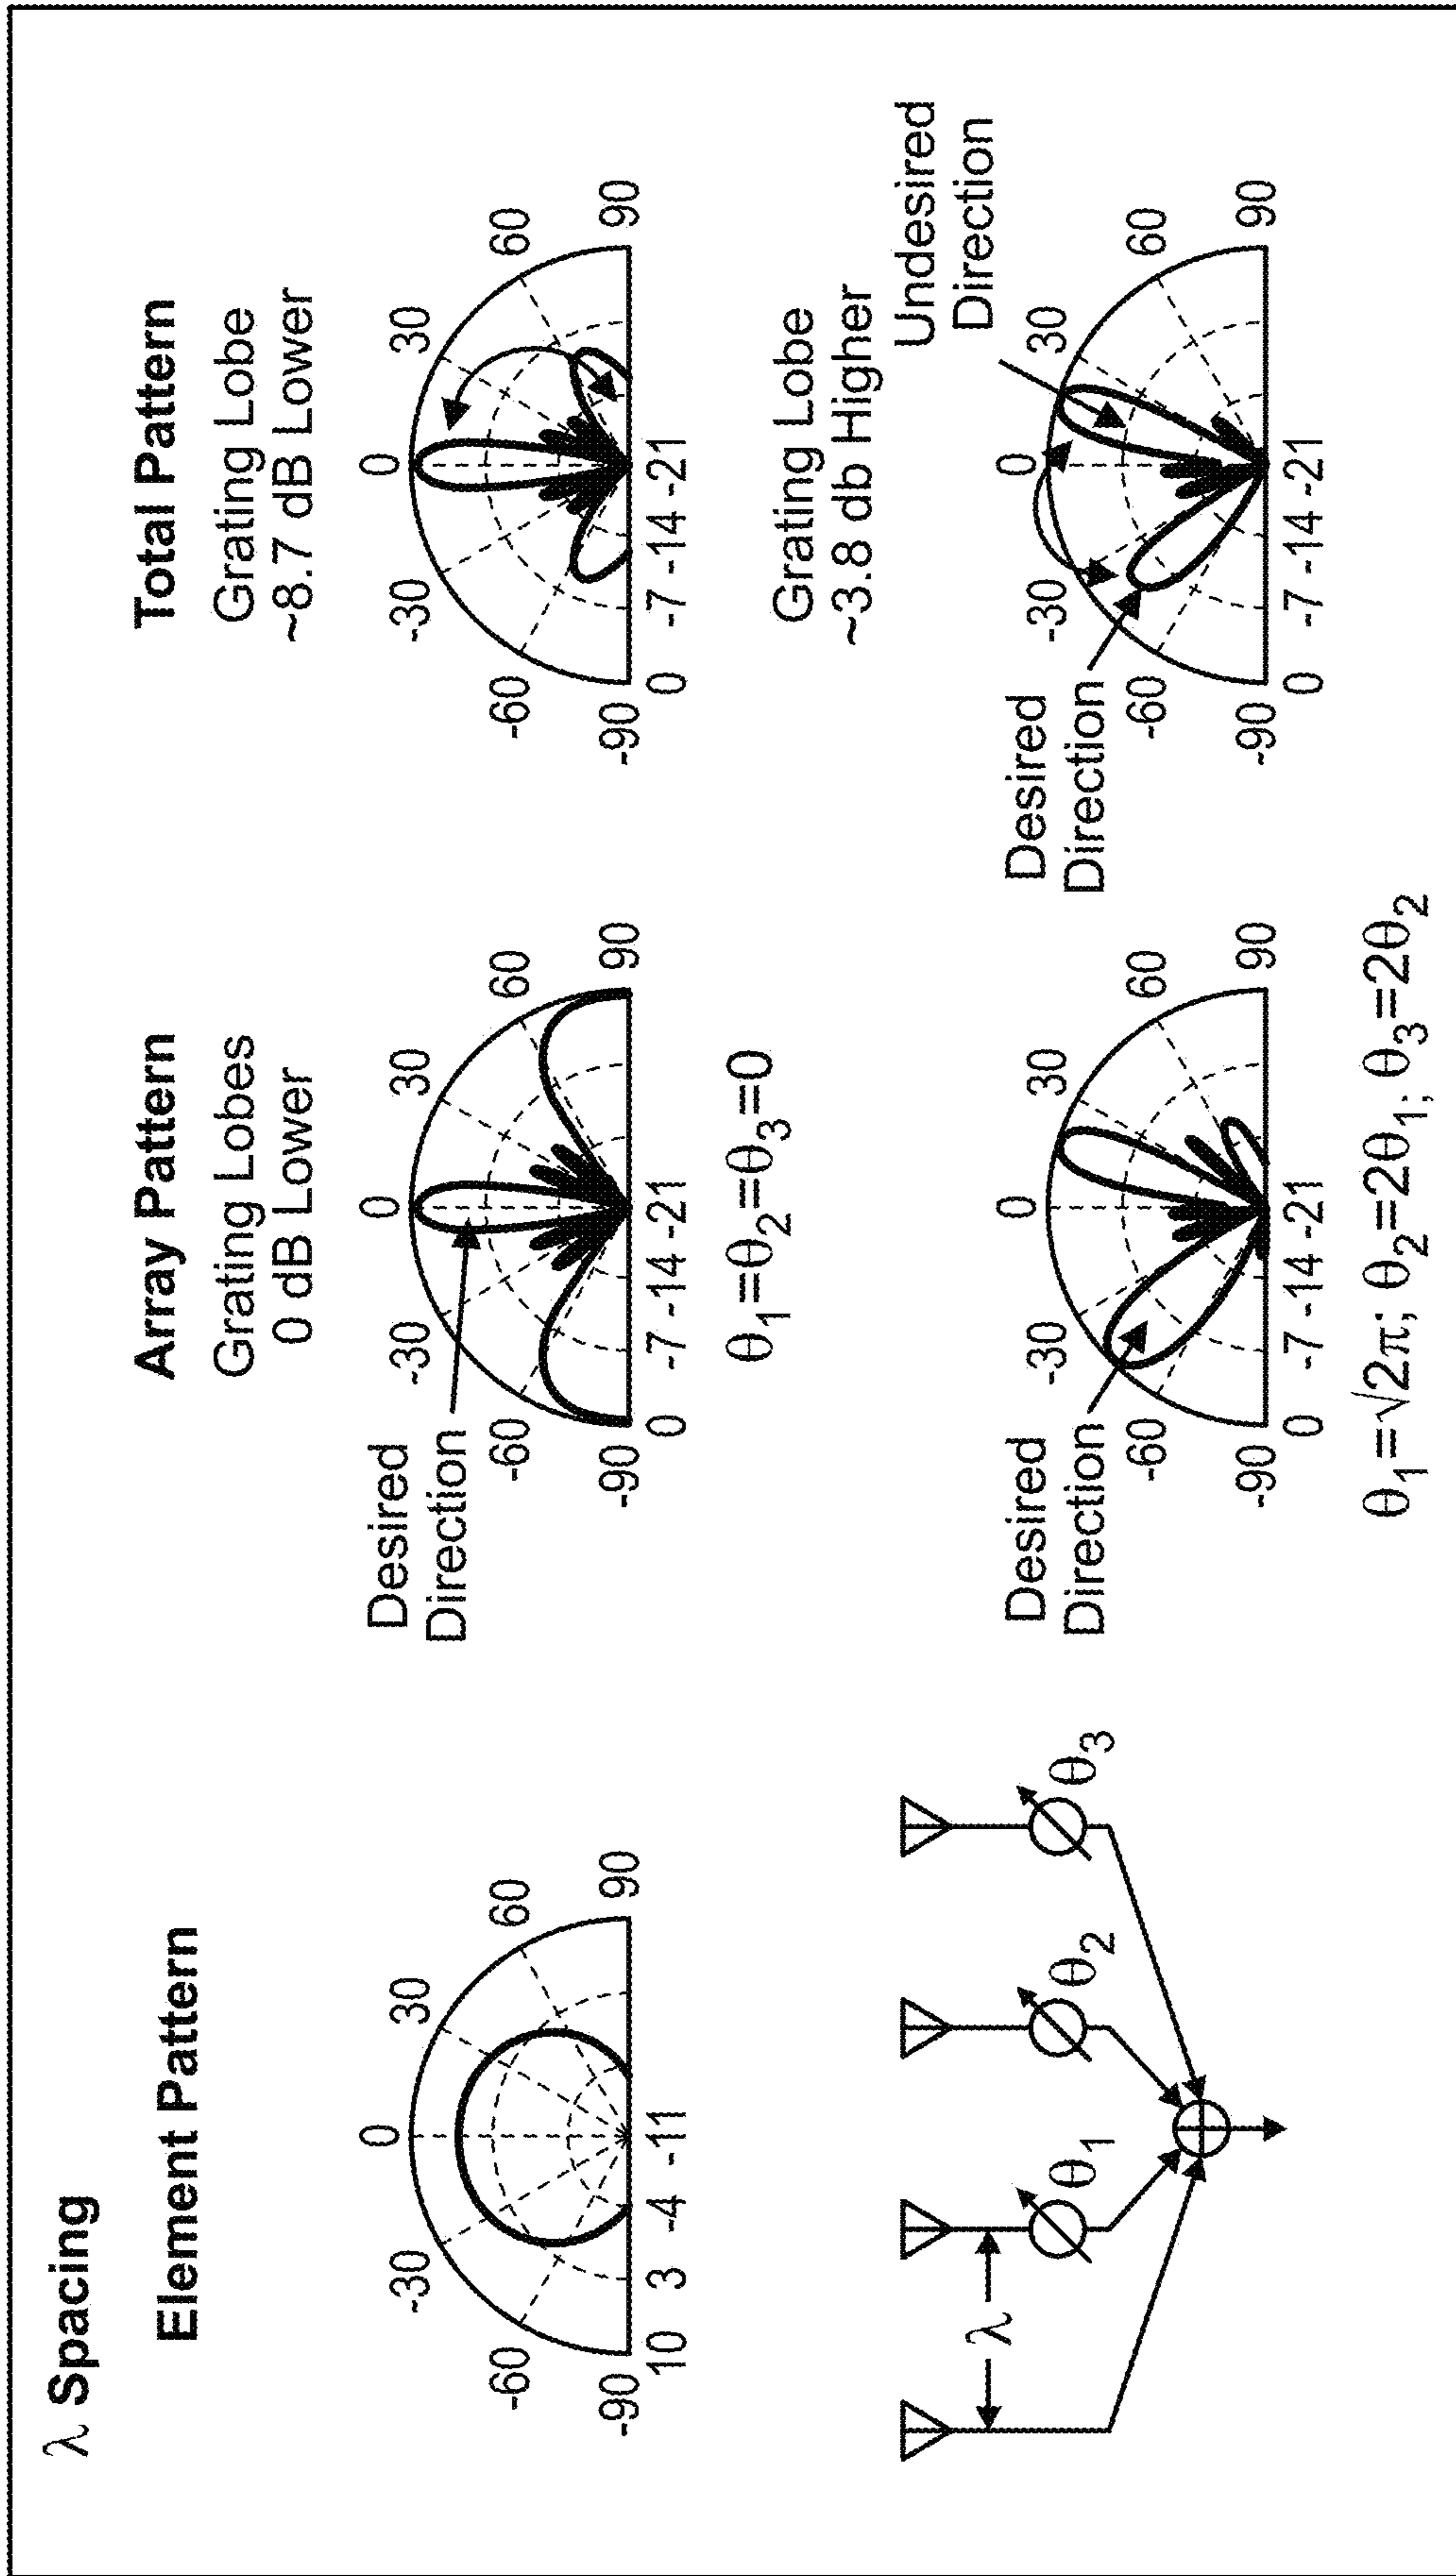 λ Spacing
Element Pattern
-90
-60
-30
0
30
60
90
10 3 -4 -11
λ
θ1
θ2
θ3
Array Pattern
Grating Lobes
0 dB Lower
Desired
Direction
-90
-60
-30
0
30
60
90
0 -7 -14 -21
θ1=θ2=θ3=0
Desired
Direction
-90
-60
-30
0
30
60
90
0 -7 -14 -21
θ1=√2π; θ2=2θ1; θ3=2θ2
Total Pattern
Grating Lobe
~8.7 dB Lower
-90
-60
-30
0
30
60
90
0 -7 -14 -21
Grating Lobe
~3.8 db Higher
Undesired
Direction
Desired
Direction
-90
-60
-30
0
30
60
90
0 -7 -14 -21